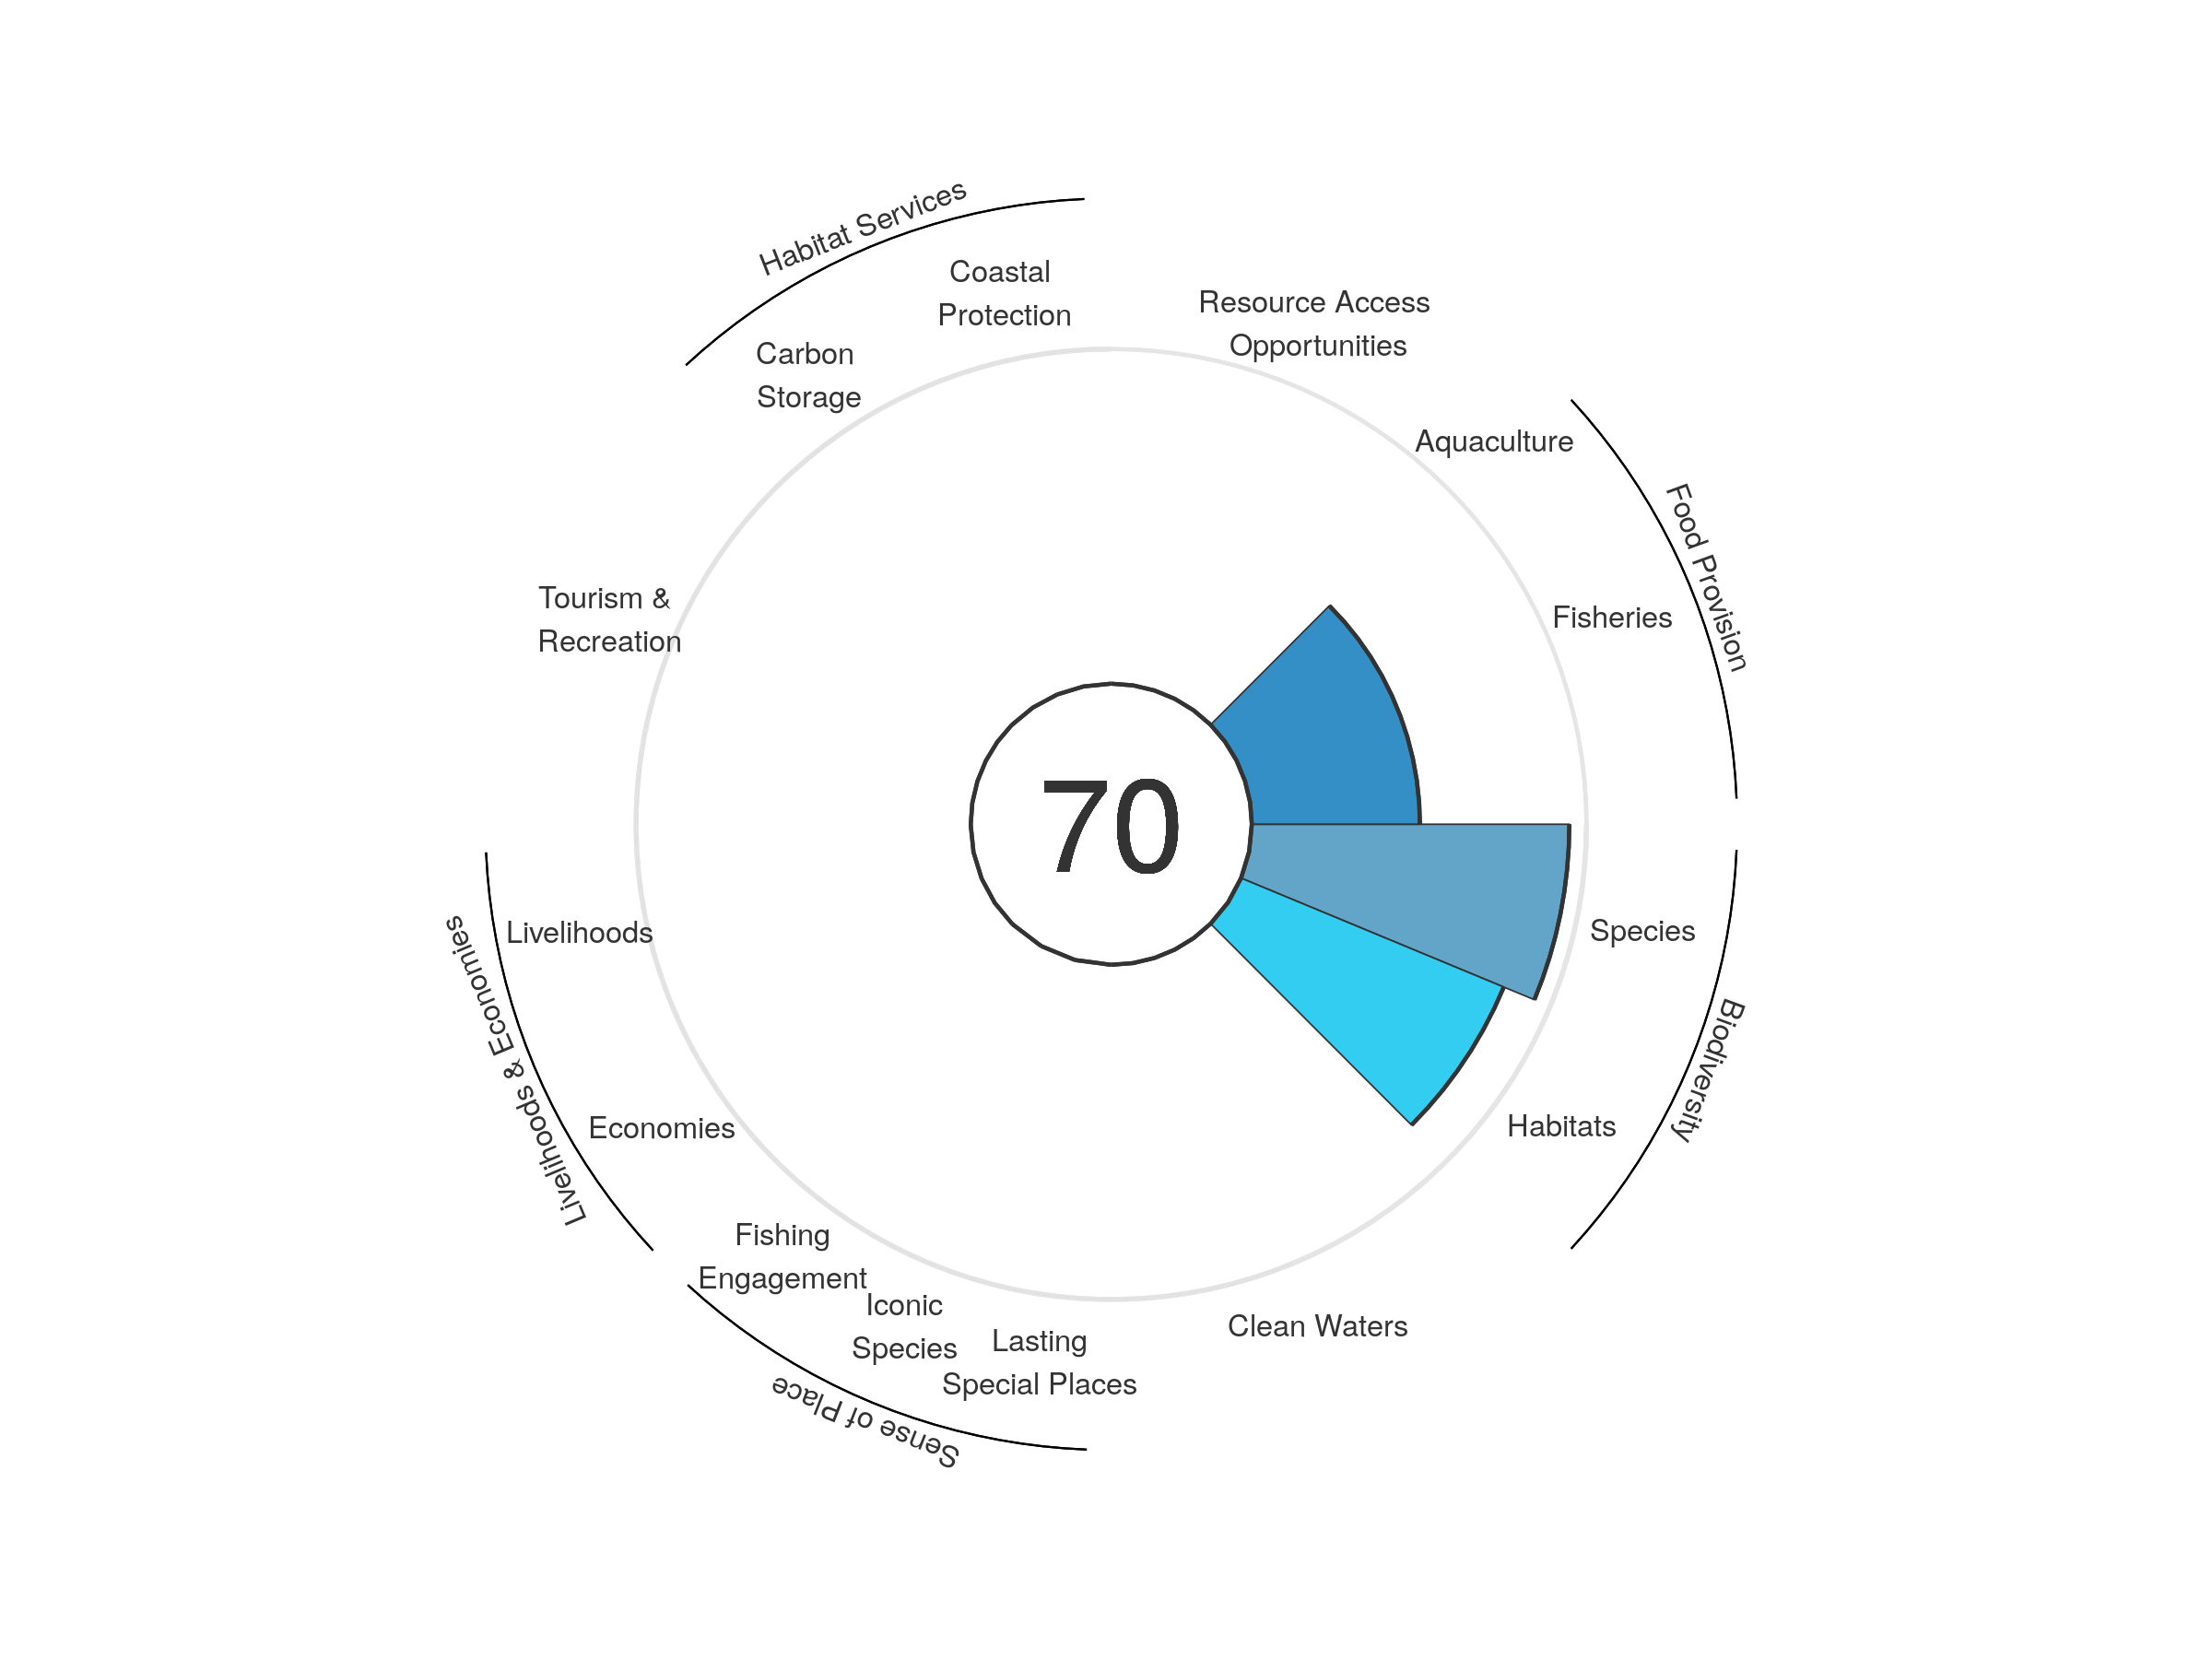 Habitat Services
Coastal
Protection
Resource Access
Opportunities
Carbon
Storage
Aquaculture
Food Provision
Fisheries
Tourism &
Recreation
70
Livelihoods
Species
Livelihoods & Economies
Biodiversity
Economies
Habitats
Fishing
Engagement
Iconic
Species
Lasting
Special Places
Clean Waters
Sense of Place